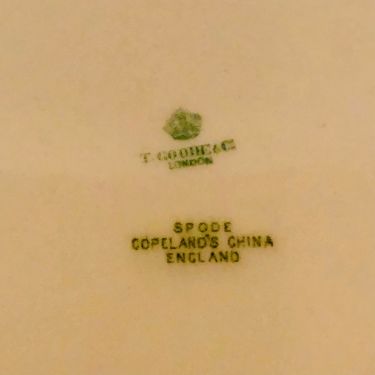 T. GOODE & Co.
LONDON
SPODE
COPELAND'S CHINA
ENGLAND